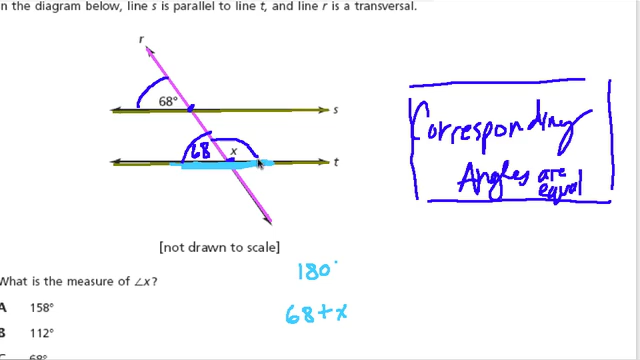 n the diagram below, line s is parallel to line t, and line r is a transversal.
r
68°
s
68
x
t
Corresponding
Angles are
equal
[not drawn to scale]
What is the measure of ∠x?
180°
A 158°
68+x
B 112°
C 68°